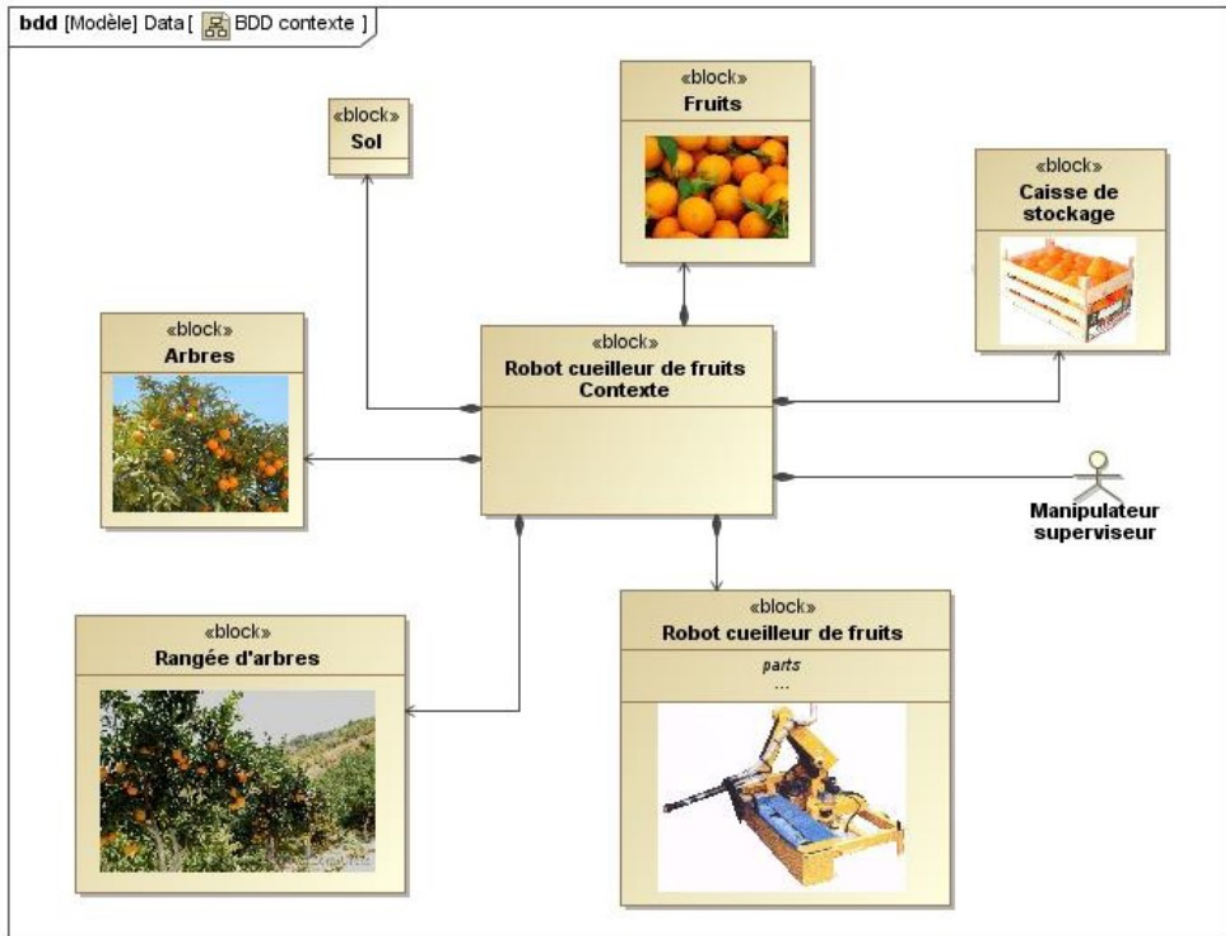 bdd [Modèle] Data [ BDD contexte ]
«block»
Sol
«block»
Fruits
«block»
Caisse de
stockage
«block»
Arbres
«block»
Robot cueilleur de fruits
Contexte
Manipulateur
superviseur
«block»
Rangée d'arbres
«block»
Robot cueilleur de fruits
parts
...